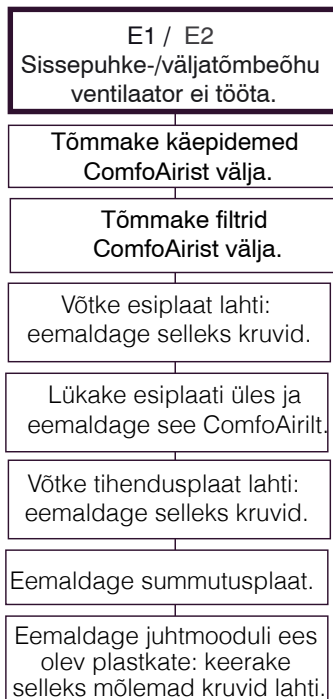 E1 / E2
Sissepuhke-/väljatõmbeõhu
ventilaator ei tööta.
Tõmmake käepidemed
ComfoAirist välja.
Tõmmake filtrid
ComfoAirist välja.
Võtke esiplaat lahti:
eemaldage selleks kruvid.
Lükake esiplaati üles ja
eemaldage see ComfoAirilt.
Võtke tihendusplaat lahti:
eemaldage selleks kruvid.
Eemaldage summutusplaat.
Eemaldage juhtmooduli ees
olev plastkate: keerake
selleks mõlemad kruvid lahti.